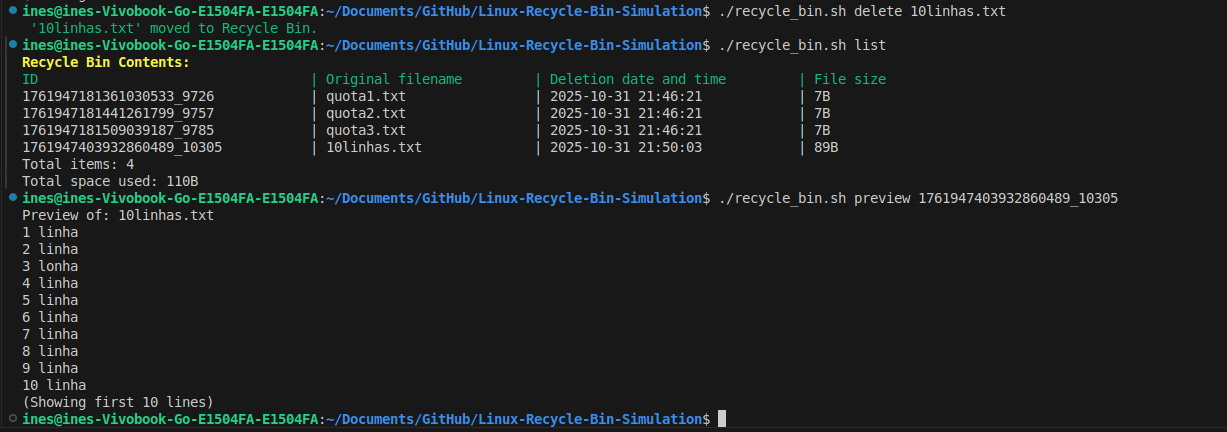 ines@ines-Vivobook-Go-E1504FA-E1504FA:~/Documents/GitHub/Linux-Recycle-Bin-Simulation$ ./recycle_bin.sh delete 10linhas.txt
'10linhas.txt' moved to Recycle Bin.
ines@ines-Vivobook-Go-E1504FA-E1504FA:~/Documents/GitHub/Linux-Recycle-Bin-Simulation$ ./recycle_bin.sh list
Recycle Bin Contents:
ID | Original filename | Deletion date and time | File size
1761947181361030533_9726 | quota1.txt | 2025-10-31 21:46:21 | 7B
1761947181441261799_9757 | quota2.txt | 2025-10-31 21:46:21 | 7B
1761947181509039187_9785 | quota3.txt | 2025-10-31 21:46:21 | 7B
1761947403932860489_10305 | 10linhas.txt | 2025-10-31 21:50:03 | 89B
Total items: 4
Total space used: 110B
ines@ines-Vivobook-Go-E1504FA-E1504FA:~/Documents/GitHub/Linux-Recycle-Bin-Simulation$ ./recycle_bin.sh preview 1761947403932860489_10305
Preview of: 10linhas.txt
1 linha
2 linha
3 lonha
4 linha
5 linha
6 linha
7 linha
8 linha
9 linha
10 linha
(Showing first 10 lines)
ines@ines-Vivobook-Go-E1504FA-E1504FA:~/Documents/GitHub/Linux-Recycle-Bin-Simulation$